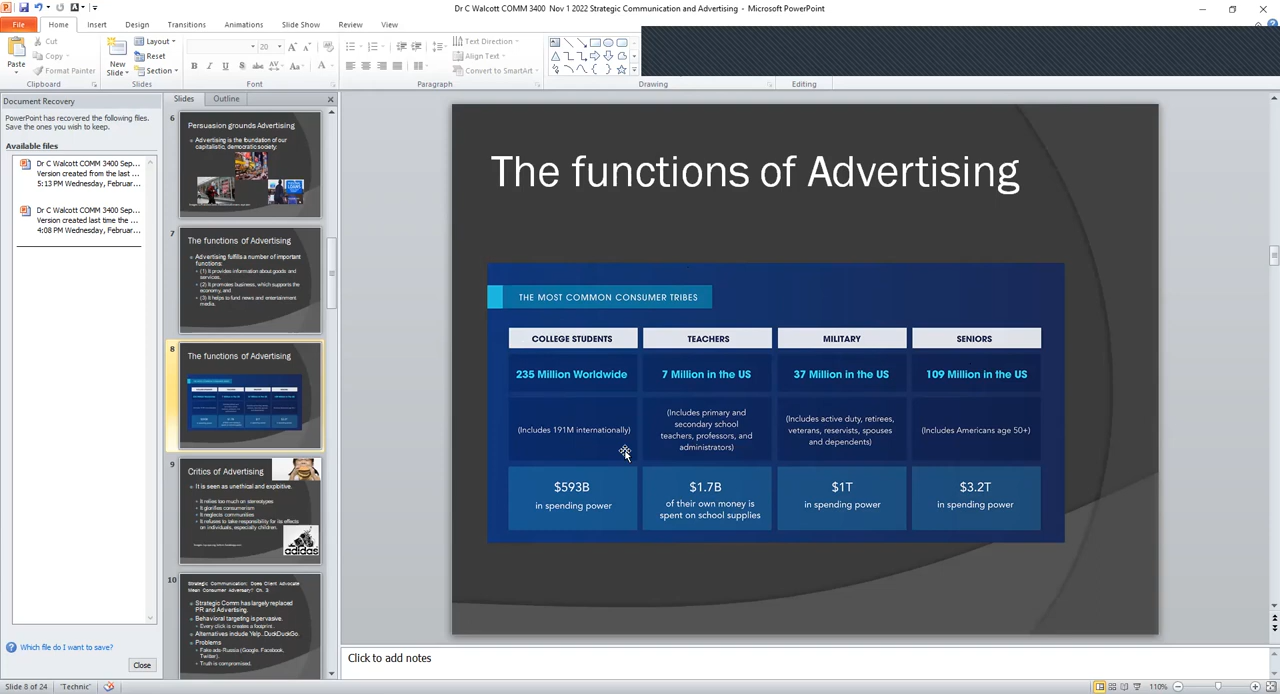 Dr C Walcott COMM 3400  Nov 1 2022 Strategic Communication and Advertising - Microsoft PowerPoint
File Home Insert Design Transitions Animations Slide Show Review View
Paste
Cut
Copy
Format Painter
Clipboard
New
Slide
Layout
Reset
Section
Slides
20
Font
Paragraph
Text Direction
Align Text
Convert to SmartArt
Drawing
Editing
Document Recovery
PowerPoint has recovered the following files.
Save the ones you wish to keep.
Available files
Dr C Walcott COMM 3400 Sep...
Version created from the last ...
5:13 PM Wednesday, Februar...
Dr C Walcott COMM 3400 Sep...
Version created last time the ...
4:08 PM Wednesday, Februar...
Which file do I want to save?
Close
Slides Outline
6
Persuasion grounds Advertising
Advertising is the foundation of our
capitalistic, democratic society.
7
The functions of Advertising
Advertising fulfills a number of important
functions:
(1) It provides information about goods and
services,
(2) It promotes business, which supports the
economy, and
(3) It helps to fund news and entertainment
media.
8
The functions of Advertising
9
Critics of Advertising
It is seen as unethical and exploitive.
It relies too much on stereotypes
It glorifies consumerism
It neglects communities
It refuses to take responsibility for its effects
on individuals, especially children.
adidas
10
Strategic Communication: Does Client Advocate
Mean Consumer Adversary? Ch. 3
Strategic Comm has largely replaced
PR and Advertising.
Behavioral targeting is pervasive.
Every click is creates a footprint.
Alternatives include Yelp, DuckDuckGo.
Problems
Fake ads- Russia (Google, Facebook,
Twitter).
Truth is compromised.
The functions of Advertising
THE MOST COMMON CONSUMER TRIBES
COLLEGE STUDENTS TEACHERS MILITARY SENIORS
235 Million Worldwide 7 Million in the US 37 Million in the US 109 Million in the US
(Includes 191M internationally)
(Includes primary and
secondary school
teachers, professors, and
administrators)
(Includes active duty, retirees,
veterans, reservists, spouses
and dependents)
(Includes Americans age 50+)
$593B
in spending power
$1.7B
of their own money is
spent on school supplies
$1T
in spending power
$3.2T
in spending power
Click to add notes
Slide 8 of 24 "Technic" 110%